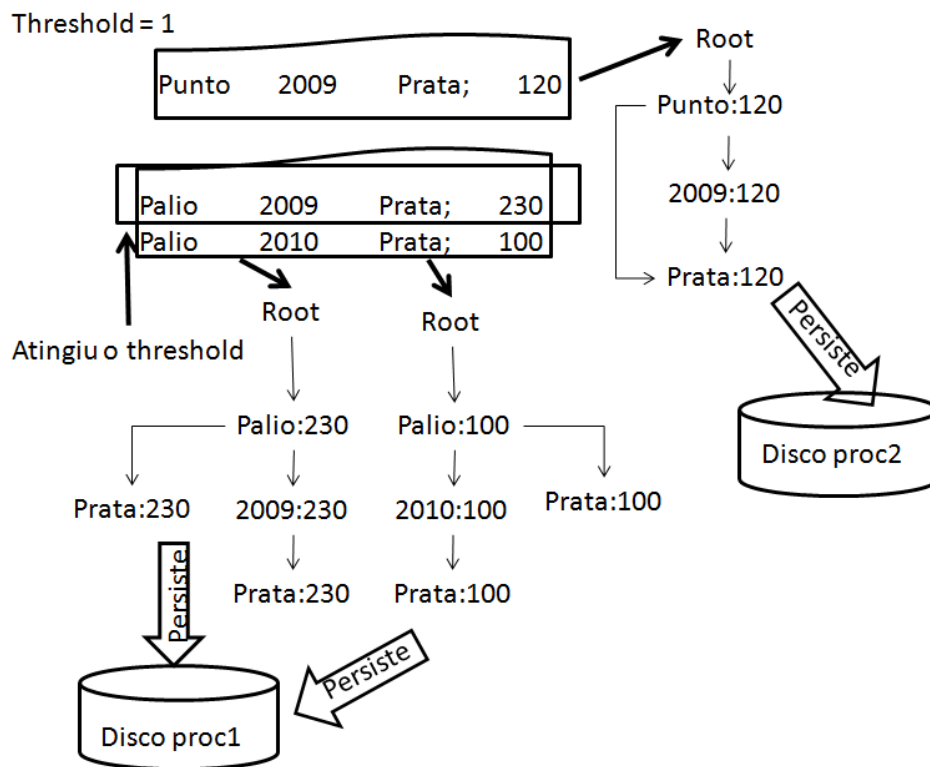 Threshold = 1
Root
Punto 2009 Prata; 120
Punto:120
2009:120
Prata:120
Palio 2009 Prata; 230
Palio 2010 Prata; 100
Root
Root
Atingiu o threshold
Persiste
Palio:230
Palio:100
Disco proc2
Prata:230
2009:230
2010:100
Prata:100
Persiste
Prata:230
Prata:100
Persiste
Disco proc1